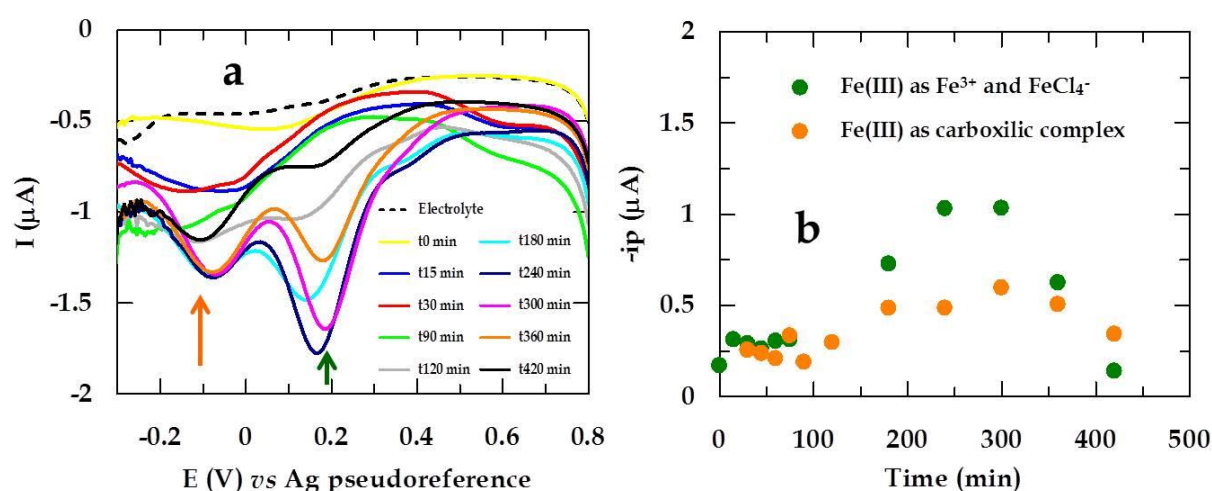 a
0
-0.5
-1
-1.5
-2
I (µA)
-0.2 0 0.2 0.4 0.6 0.8
E (V) vs Ag pseudoreference
Electrolyte
t0 min
t15 min
t30 min
t90 min
t120 min
t180 min
t240 min
t300 min
t360 min
t420 min
b
2
1.5
1
0.5
0
-ip (µA)
0 100 200 300 400 500
Time (min)
Fe(III) as Fe³⁺ and FeCl₄⁻
Fe(III) as carboxilic complex